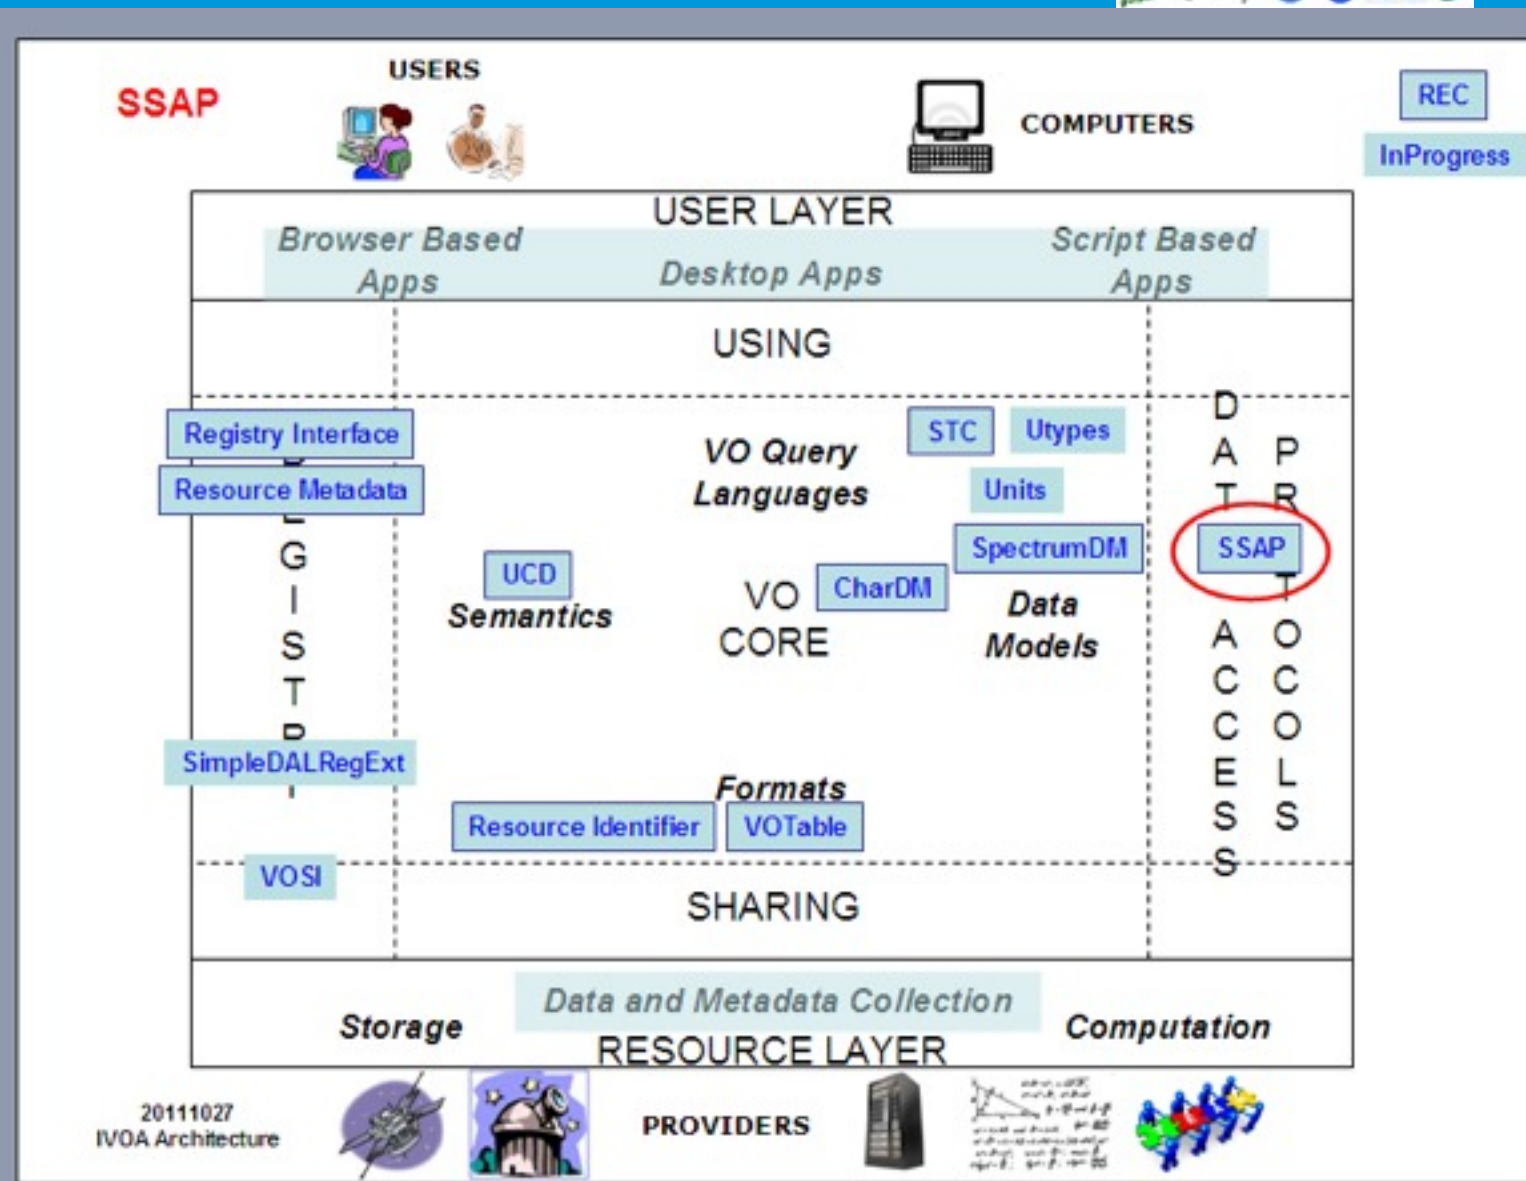 SSAP
USERS
COMPUTERS
REC
InProgress
USER LAYER
Browser Based
Apps
Desktop Apps
Script Based
Apps
USING
Registry Interface
Resource Metadata
G
I
S
T
SimpleDALRegExt
VOSI
VO Query
Languages
STC
Utypes
Units
SpectrumDM
UCD
Semantics
VO
CORE
CharDM
Data
Models
Formats
Resource Identifier
VOTable
D
A
T
A
C
C
E
S
S
P
R
T
O
C
O
L
S
SSAP
SHARING
Data and Metadata Collection
Storage
Computation
RESOURCE LAYER
20111027
IVOA Architecture
PROVIDERS